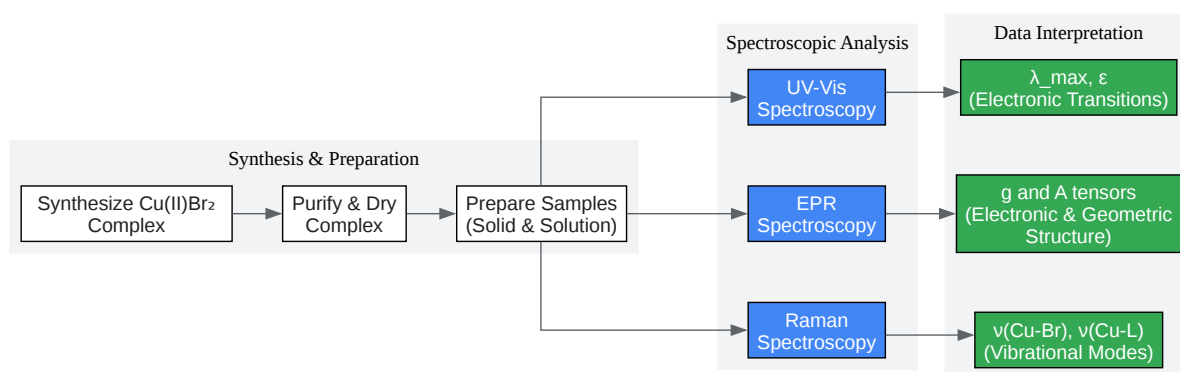 Synthesis & Preparation
Synthesize Cu(II)Br₂
Complex
Purify & Dry
Complex
Prepare Samples
(Solid & Solution)
Spectroscopic Analysis
UV-Vis
Spectroscopy
EPR
Spectroscopy
Raman
Spectroscopy
Data Interpretation
λ_max, ε
(Electronic Transitions)
g and A tensors
(Electronic & Geometric
Structure)
ν(Cu-Br), ν(Cu-L)
(Vibrational Modes)